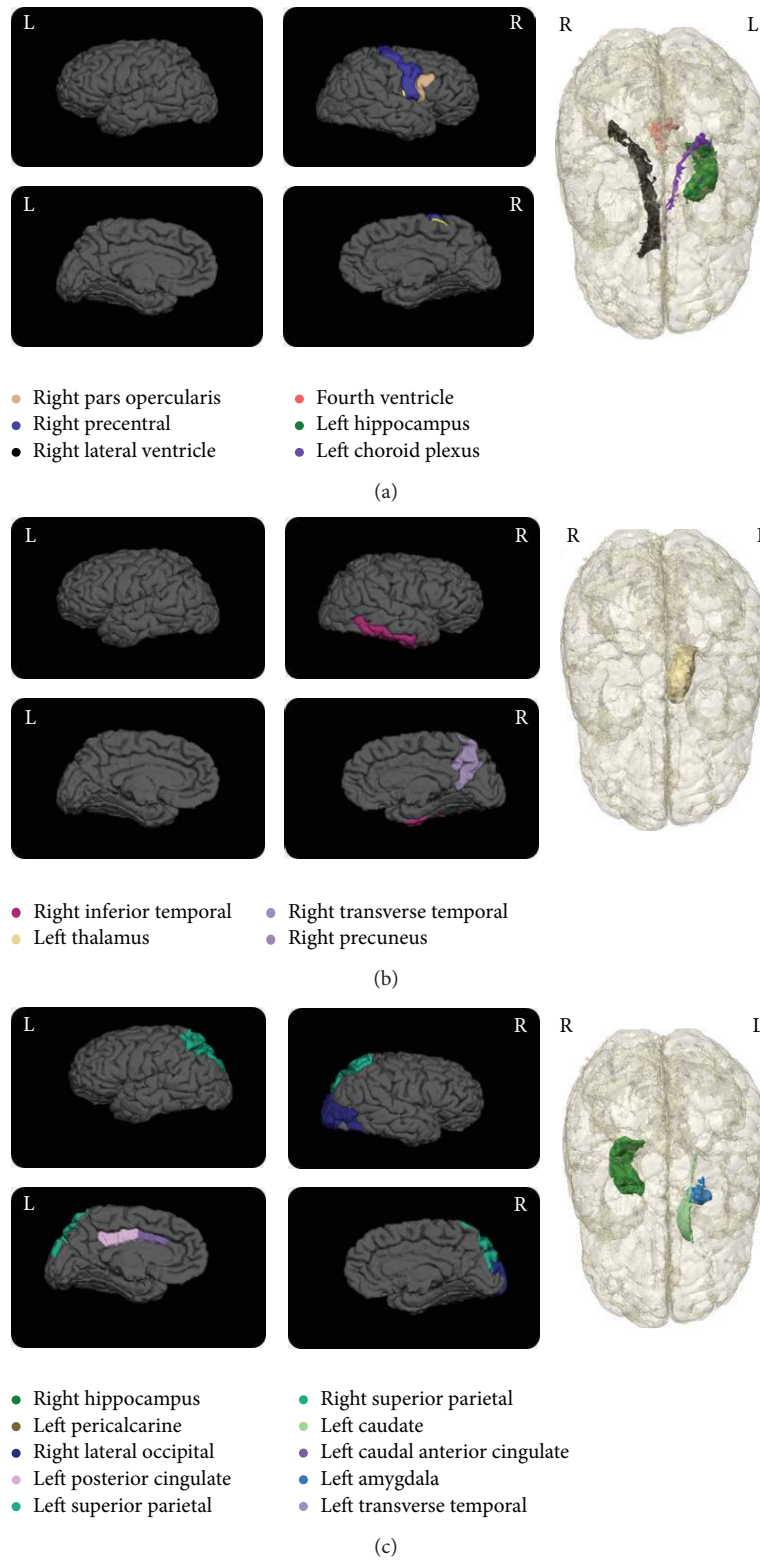 L
R
R
L
L
R
Right pars opercularis
Right precentral
Right lateral ventricle
Fourth ventricle
Left hippocampus
Left choroid plexus
(a)
L
R
R
L
R
Right inferior temporal
Left thalamus
Right transverse temporal
Right precuneus
(b)
L
R
R
L
L
R
Right hippocampus
Left pericalcarine
Right lateral occipital
Left posterior cingulate
Left superior parietal
Right superior parietal
Left caudate
Left caudal anterior cingulate
Left amygdala
Left transverse temporal
(c)